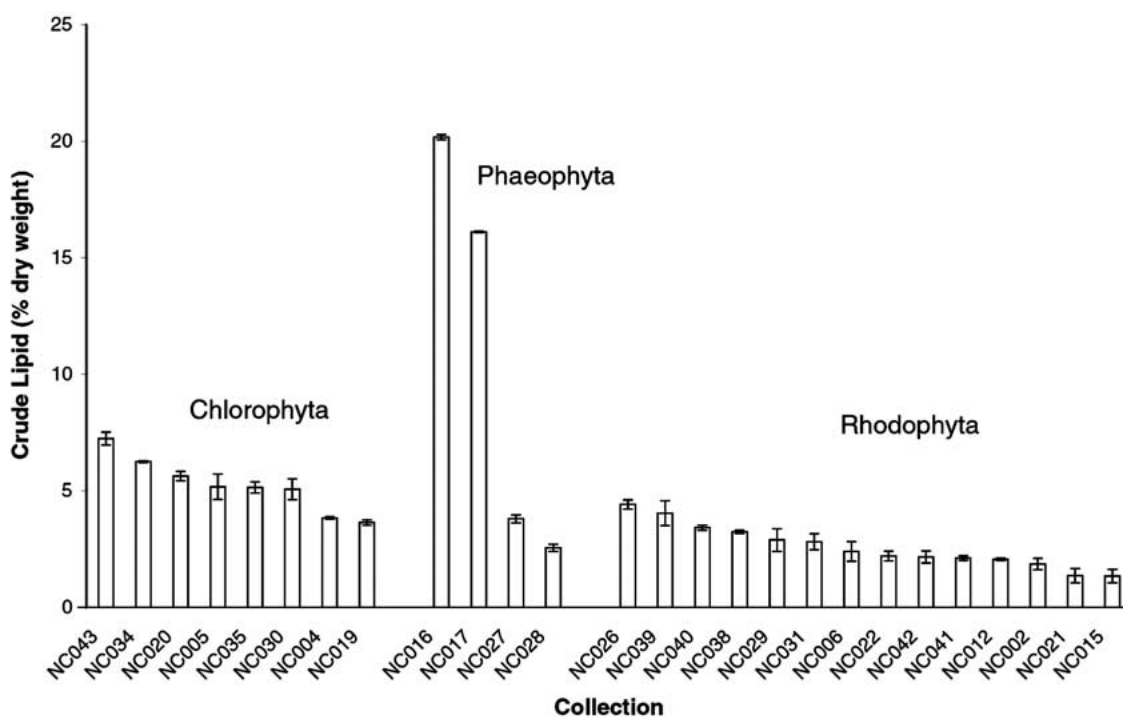 25
20
15
10
5
0
Crude Lipid (% dry weight)
Chlorophyta
Phaeophyta
Rhodophyta
NC043
NC034
NC020
NC005
NC035
NC030
NC004
NC019
NC016
NC017
NC027
NC028
NC026
NC039
NC040
NC038
NC029
NC031
NC006
NC022
NC042
NC041
NC012
NC002
NC021
NC015
Collection